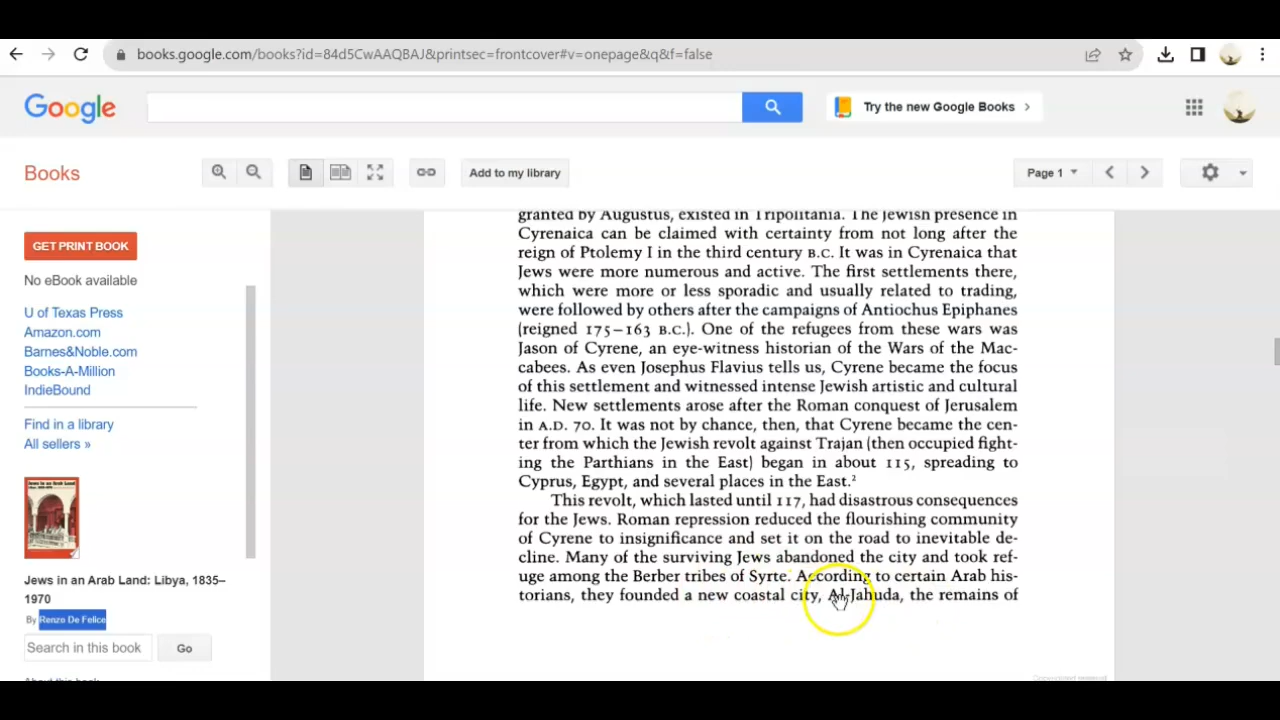 books.google.com/books?id=84d5CwAAQBAJ&printsec=frontcover#v=onepage&q&f=false
Google
Try the new Google Books
Books
Add to my library
Page 1
GET PRINT BOOK
No eBook available
U of Texas Press
Amazon.com
Barnes&Noble.com
Books-A-Million
IndieBound
Find in a library
All sellers »
Jews in an Arab Land: Libya, 1835–
1970
By Renzo De Felice
Search in this book
Go
About this book
granted by Augustus, existed in Tripolitania. The Jewish presence in
Cyrenaica can be claimed with certainty from not long after the
reign of Ptolemy I in the third century B.C. It was in Cyrenaica that
Jews were more numerous and active. The first settlements there,
which were more or less sporadic and usually related to trading,
were followed by others after the campaigns of Antiochus Epiphanes
(reigned 175–163 B.C.). One of the refugees from these wars was
Jason of Cyrene, an eye-witness historian of the Wars of the Mac-
cabees. As even Josephus Flavius tells us, Cyrene became the focus
of this settlement and witnessed intense Jewish artistic and cultural
life. New settlements arose after the Roman conquest of Jerusalem
in A.D. 70. It was not by chance, then, that Cyrene became the cen-
ter from which the Jewish revolt against Trajan (then occupied fight-
ing the Parthians in the East) began in about 115, spreading to
Cyprus, Egypt, and several places in the East.²
This revolt, which lasted until 117, had disastrous consequences
for the Jews. Roman repression reduced the flourishing community
of Cyrene to insignificance and set it on the road to inevitable de-
cline. Many of the surviving Jews abandoned the city and took ref-
uge among the Berber tribes of Syrte. According to certain Arab his-
torians, they founded a new coastal city, Al-Jahuda, the remains of
Copyrighted material